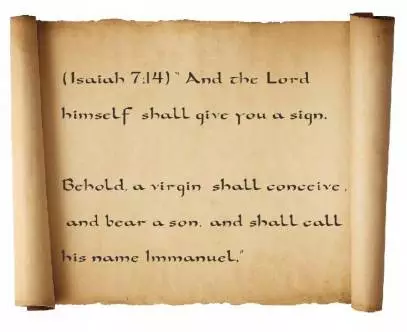 (Isaiah 7:14) " And the Lord
himself shall give you a sign.
Behold, a virgin shall conceive,
and bear a son, and shall call
his name Immanuel."